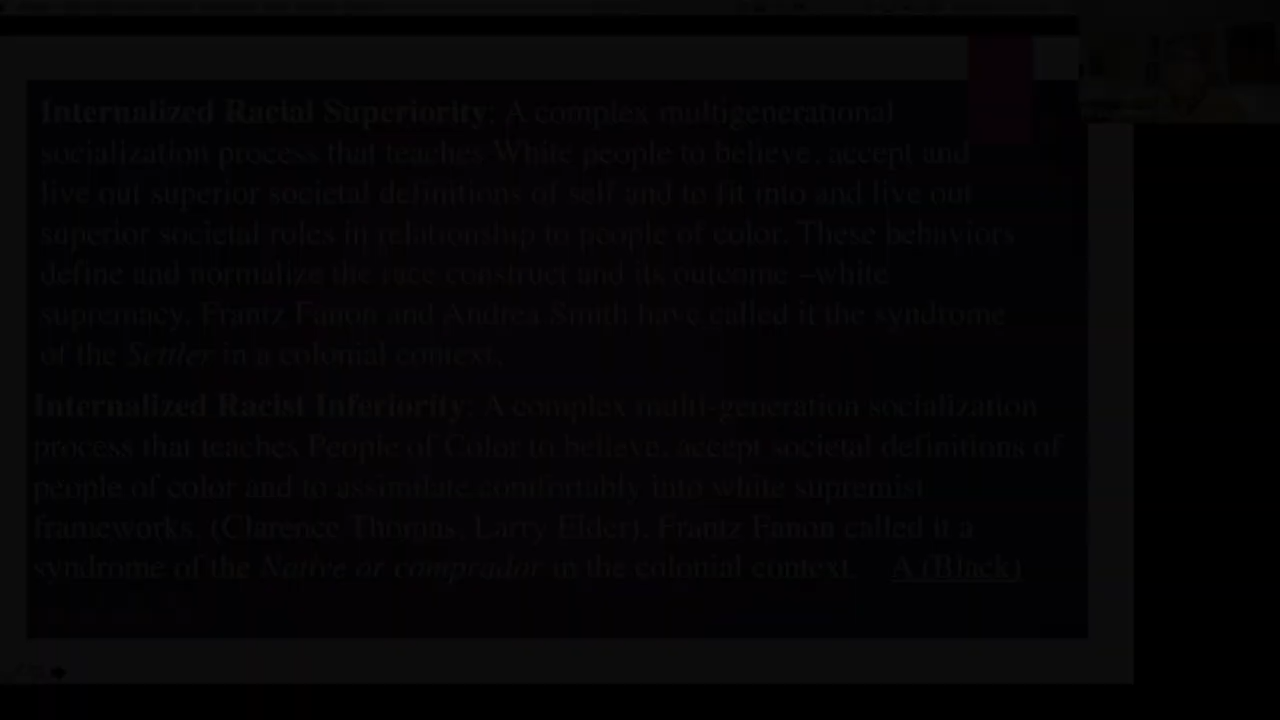 Internalized Racial Superiority: A complex multigenerational
socialization process that teaches White people to believe, accept and
live out superior societal definitions of self and to fit into and live out
superior societal roles in relationship to people of color. These behaviors
define and normalize the race construct and its outcome –white
supremacy. Frantz Fanon and Andrea Smith have called it the syndrome
of the Settler in a colonial context.
Internalized Racist Inferiority: A complex multi-generation socialization
process that teaches People of Color to believe, accept societal definitions of
people of color and to assimilate comfortably into white supremist
frameworks. (Clarence Thomas, Larry Elder). Frantz Fanon called it a
syndrome of the Native or comprador in the colonial context. A (Black)